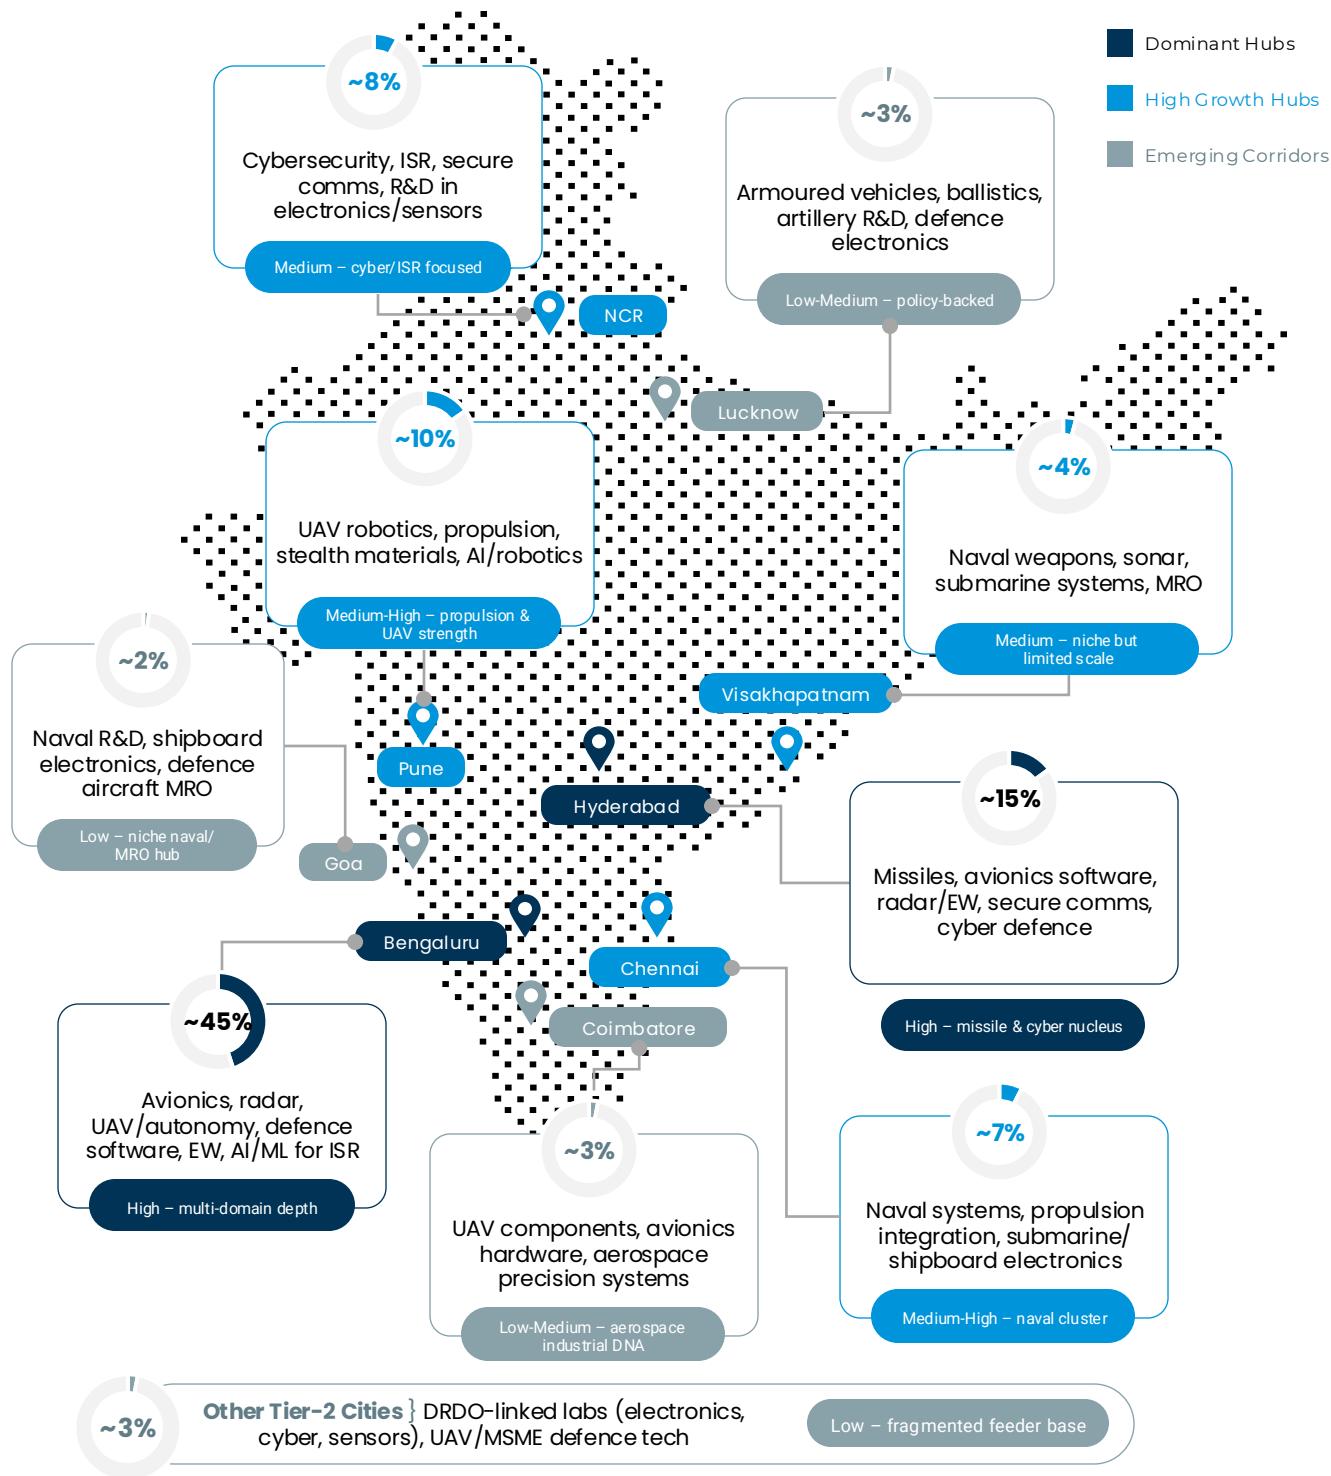 Dominant Hubs
High Growth Hubs
Emerging Corridors
~8%
Cybersecurity, ISR, secure
comms, R&D in
electronics/sensors
Medium – cyber/ISR focused
NCR
~3%
Armoured vehicles, ballistics,
artillery R&D, defence
electronics
Low-Medium – policy-backed
Lucknow
~10%
UAV robotics, propulsion,
stealth materials, AI/robotics
Medium-High – propulsion &
UAV strength
Pune
~4%
Naval weapons, sonar,
submarine systems, MRO
Medium – niche but
limited scale
Visakhapatnam
~2%
Naval R&D, shipboard
electronics, defence
aircraft MRO
Low – niche naval/
MRO hub
Goa
Hyderabad
~15%
Missiles, avionics software,
radar/EW, secure comms,
cyber defence
High – missile & cyber nucleus
Bengaluru
~45%
Avionics, radar,
UAV/autonomy, defence
software, EW, AI/ML for ISR
High – multi-domain depth
Chennai
~7%
Naval systems, propulsion
integration, submarine/
shipboard electronics
Medium-High – naval cluster
Coimbatore
~3%
UAV components, avionics
hardware, aerospace
precision systems
Low-Medium – aerospace
industrial DNA
~3%
Other Tier-2 Cities } DRDO-linked labs (electronics,
cyber, sensors), UAV/MSME defence tech
Low – fragmented feeder base